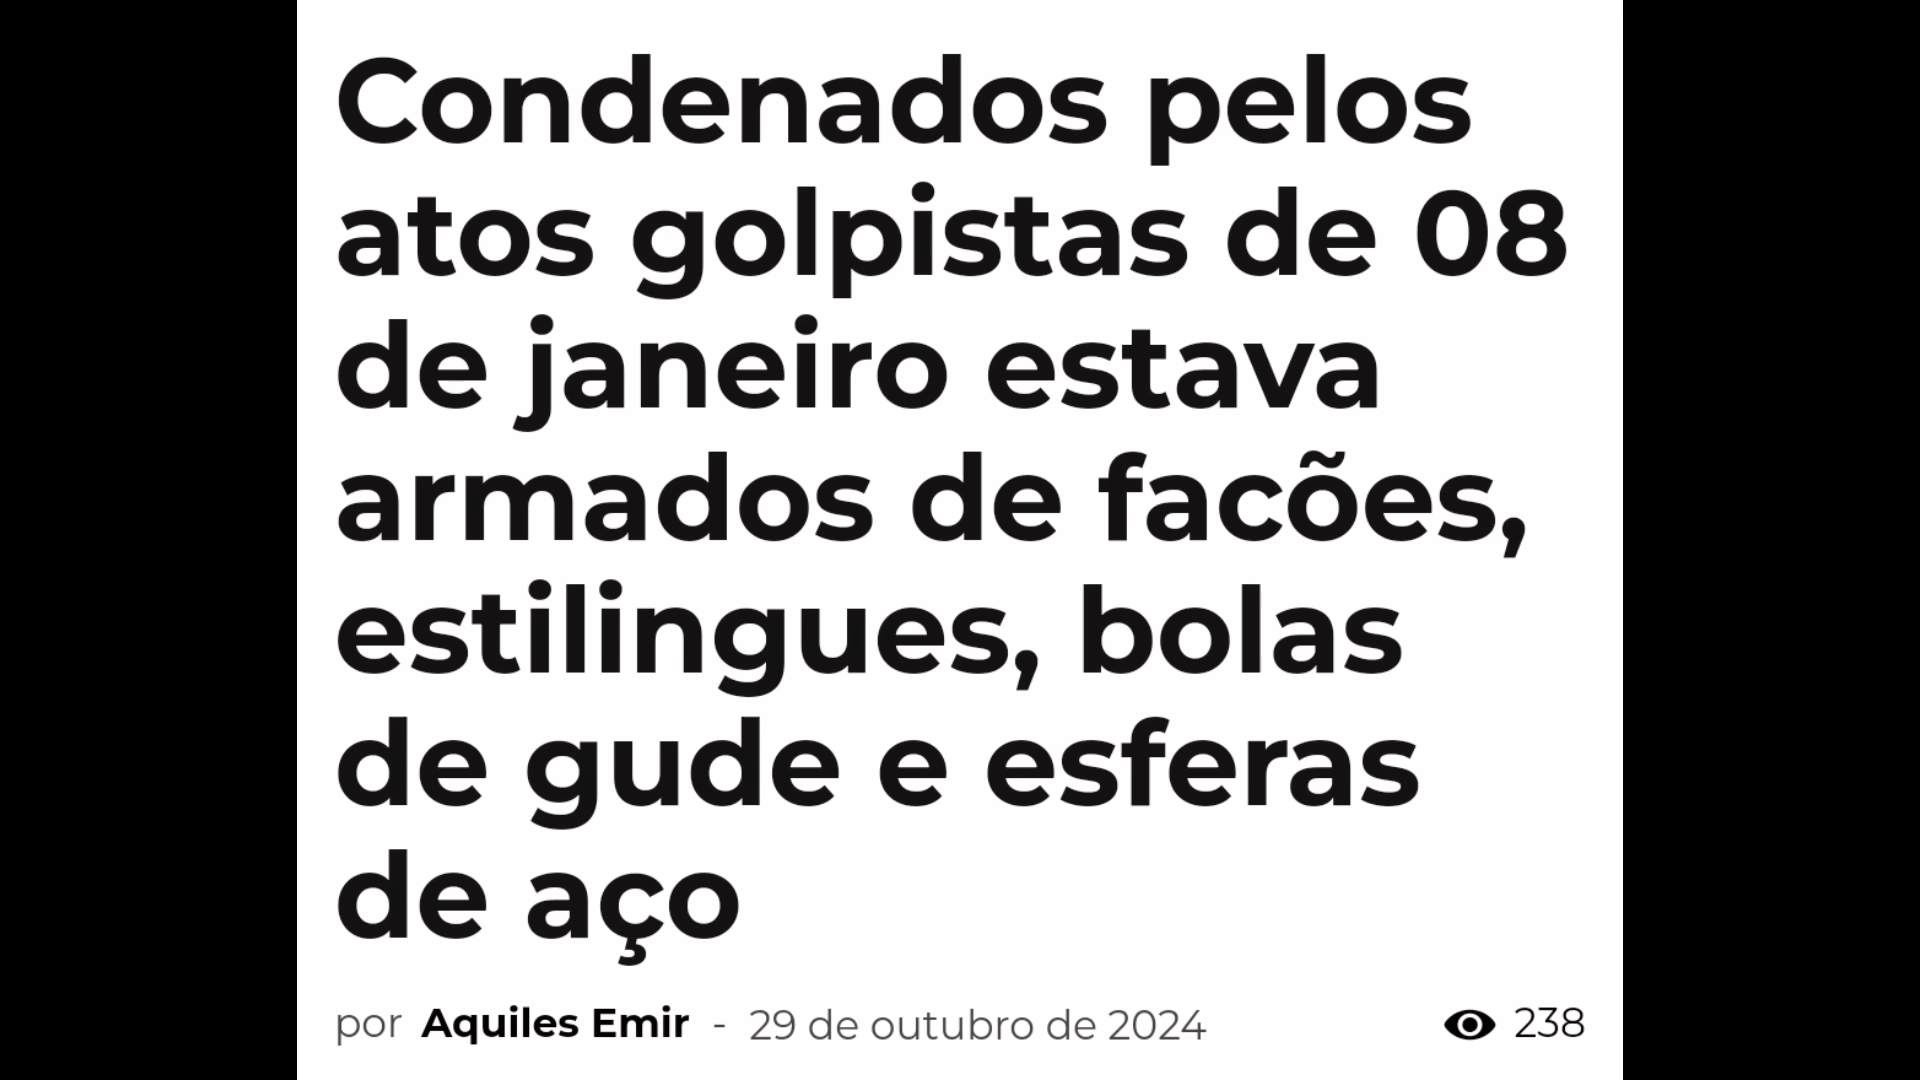 Condenados pelos
atos golpistas de 08
de janeiro estava
armados de facões,
estilingues, bolas
de gude e esferas
de aço
por Aquiles Emir - 29 de outubro de 2024 238